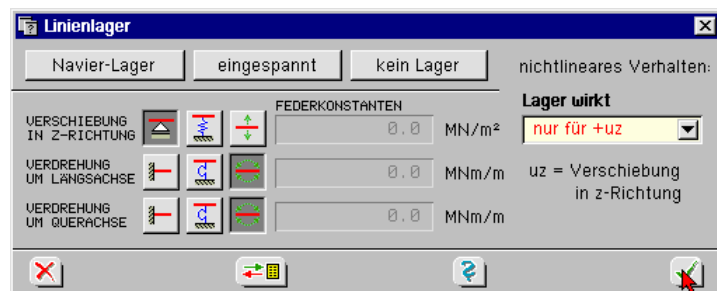 Linienlager
Navier-Lager eingespannt kein Lager nichtlineares Verhalten:
FEDERKONSTANTEN Lager wirkt
VERSCHIEBUNG
IN Z-RICHTUNG 0.0 MN/m² nur für +uz
VERDREHUNG
UM LÄNGSACHSE 0.0 MNm/m uz = Verschiebung
in z-Richtung
VERDREHUNG
UM QUERACHSE 0.0 MNm/m